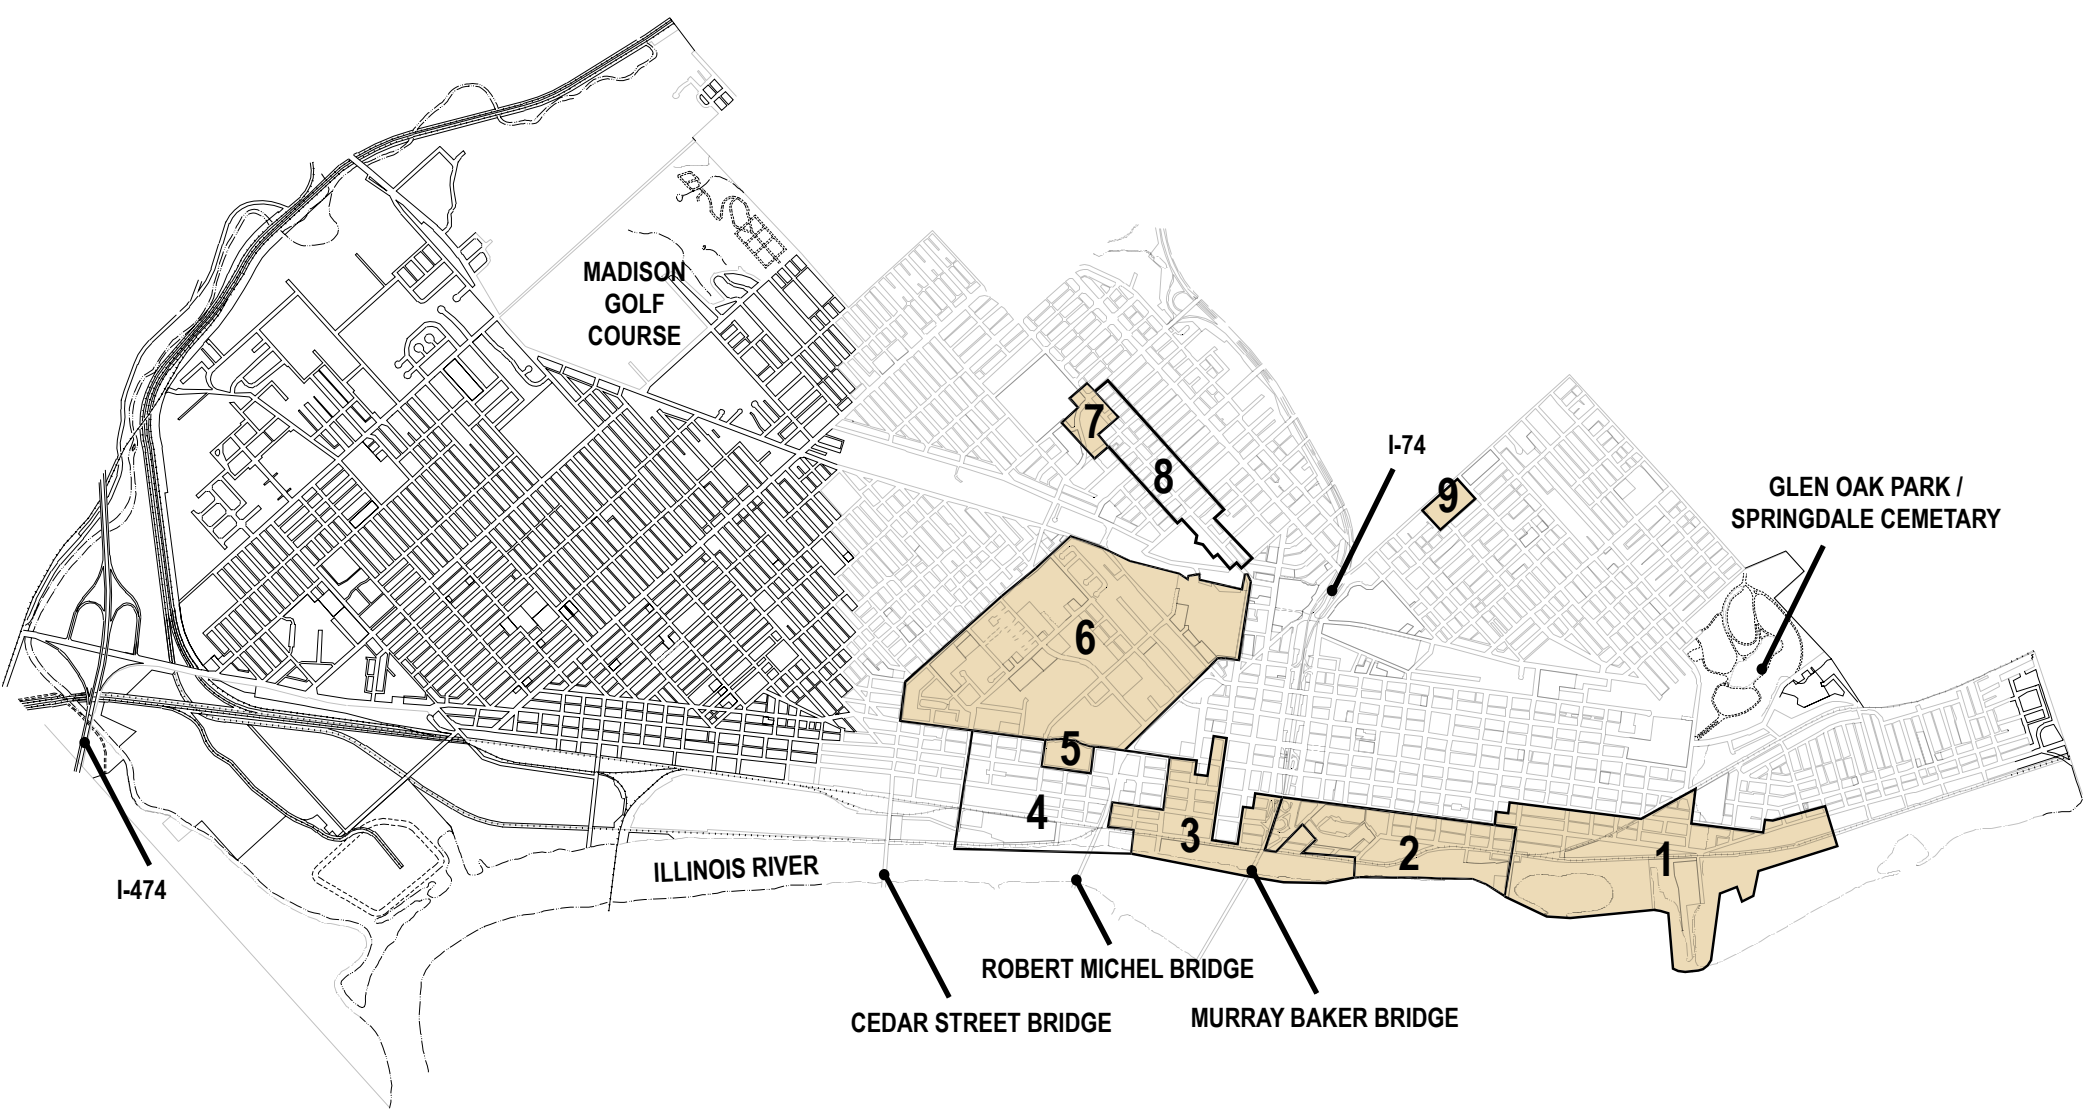 MADISON
GOLF
COURSE
7
8
I-74
9
GLEN OAK PARK /
SPRINGDALE CEMETARY
6
5
4
3
2
1
I-474
ILLINOIS RIVER
ROBERT MICHEL BRIDGE
CEDAR STREET BRIDGE
MURRAY BAKER BRIDGE